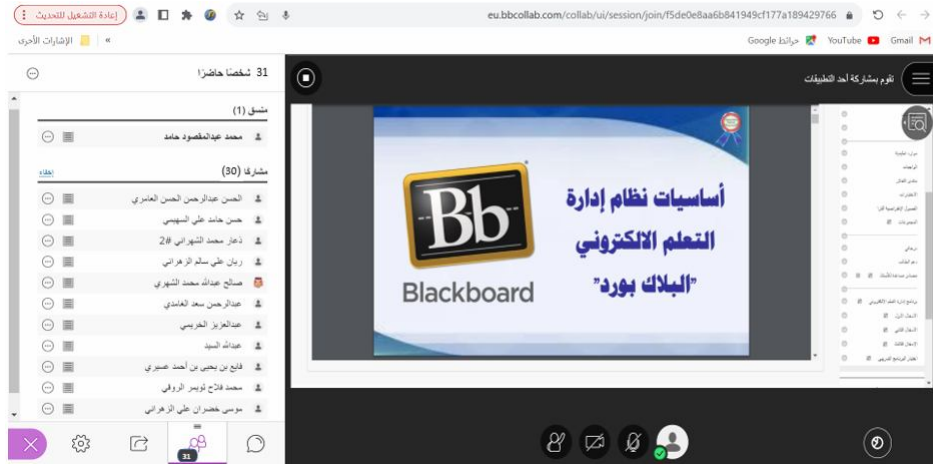 إعادة التشغيل للتحديث
eu.bbcollab.com/collab/ui/session/join/f5de0e8aa6b841949cf177a189429766
Gmail
YouTube
خرائط Google
»
الإشارات الأخرى
تقوم بمشاركة أحد التطبيقات
31 شخصًا حاضرًا
منسق (1)
محمد عبدالمقصود حامد
مشاركًا (30)
إخفاء
الحسن عبدالرحمن الحسن العامري
حسن حامد علي السهيمي
ذعار محمد الشهراني #2
ريان علي سالم الزهراني
صالح عبدالله محمد الشهري
عبدالرحمن سعد الغامدي
عبدالعزيز الخريمي
عبدالله السيد
فايع بن يحيى بن أحمد عسيري
محمد فلاح ثويمر الروقي
موسى خضران علي الزهراني
31
Bb
Blackboard
أساسيات نظام إدارة
التعلم الالكتروني
"البلاك بورد"